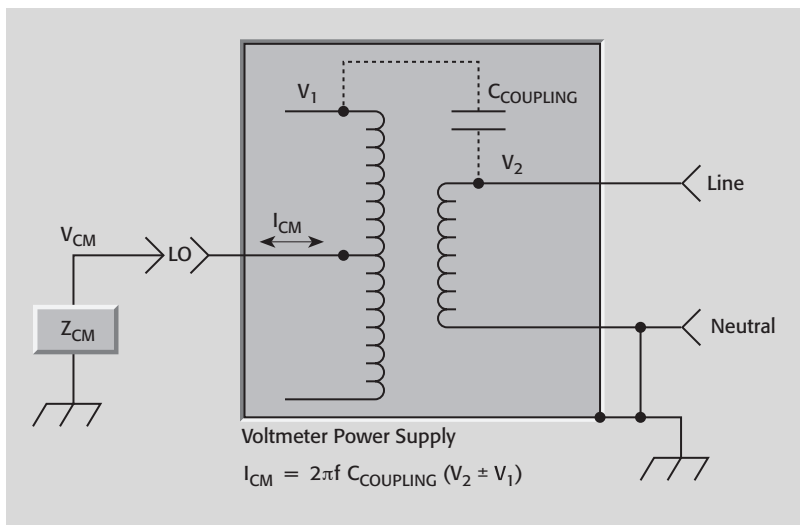 V₁
C_COUPLING
V₂
Line
I_CM
V_CM
LO
Z_CM
Neutral
Voltmeter Power Supply
I_CM = 2πf C_COUPLING (V₂ ± V₁)